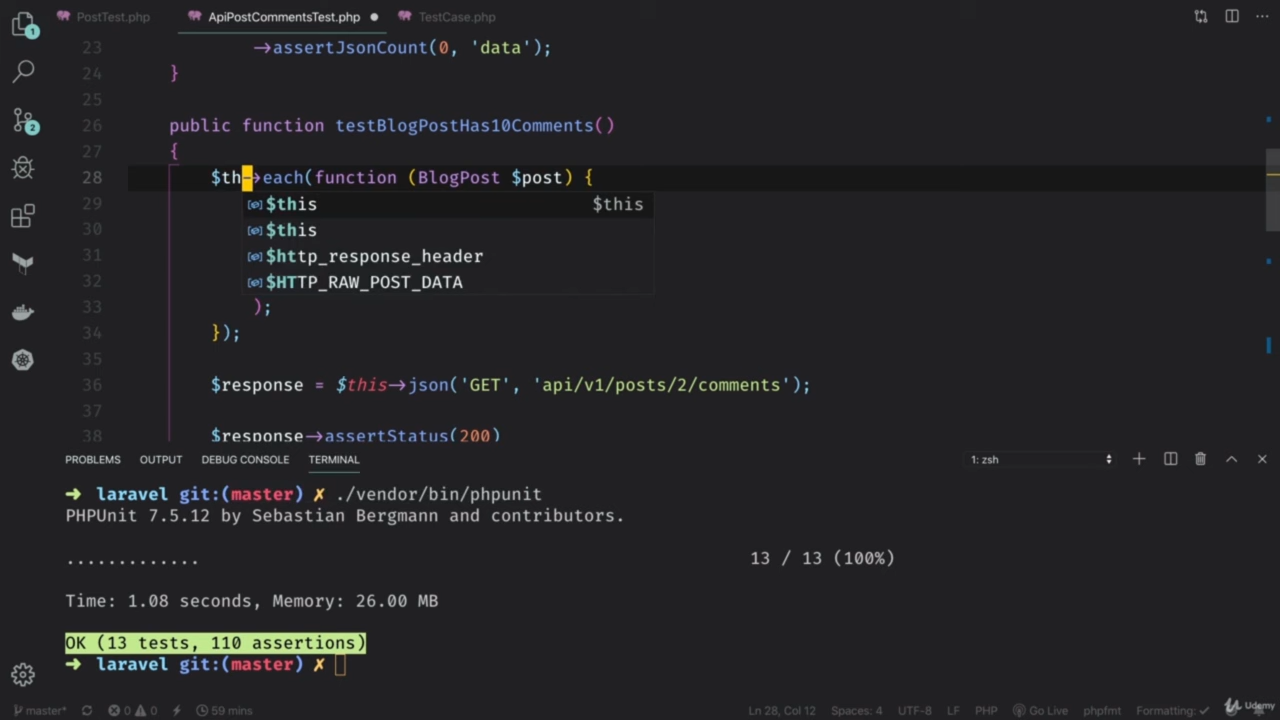 PostTest.php
ApiPostCommentsTest.php
TestCase.php
1
2
23 ->assertJsonCount(0, 'data');
24 }
25
26 public function testBlogPostHas10Comments()
27 {
28 $th->each(function (BlogPost $post) {
29 $this $this
30 $this
31 $http_response_header
32 $HTTP_RAW_POST_DATA
33 );
34 });
35
36 $response = $this->json('GET', 'api/v1/posts/2/comments');
37
38 $response->assertStatus(200)
PROBLEMS OUTPUT DEBUG CONSOLE TERMINAL 1: zsh
➜ laravel git:(master) ✗ ./vendor/bin/phpunit
PHPUnit 7.5.12 by Sebastian Bergmann and contributors.
............. 13 / 13 (100%)
Time: 1.08 seconds, Memory: 26.00 MB
OK (13 tests, 110 assertions)
➜ laravel git:(master) ✗
master* 0 0 59 mins Ln 28, Col 12 Spaces: 4 UTF-8 LF PHP Go Live phpfmt Formatting: ✓
Udemy